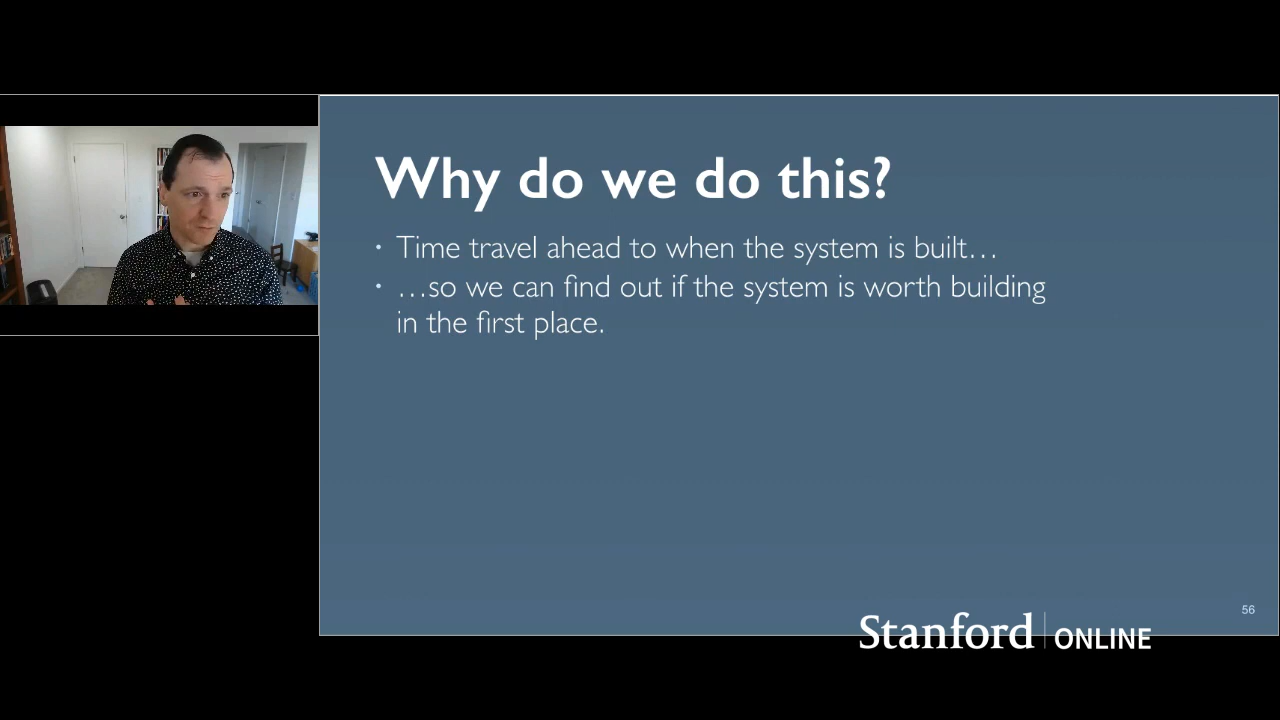 Why do we do this?
• Time travel ahead to when the system is built…
• …so we can find out if the system is worth building
in the first place.
56
Stanford | ONLINE